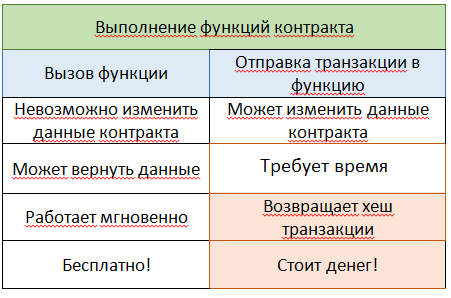 Выполнение функций контракта
Вызов функции
Отправка транзакции в
функцию
Невозможно изменить
данные контракта
Может изменить данные
контракта
Может вернуть данные
Требует время
Работает мгновенно
Возвращает хеш
транзакции
Бесплатно!
Стоит денег!